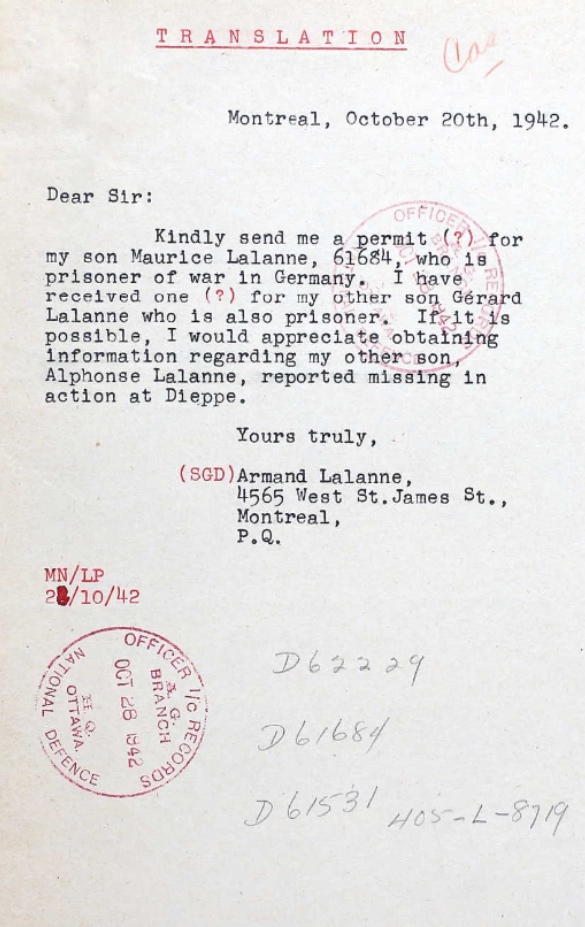 TRANSLATION
Cas
Montreal, October 20th, 1942.
Dear Sir:
Kindly send me a permit (?) for
my son Maurice Lalanne, 61684, who is
prisoner of war in Germany. I have
received one (?) for my other son Gérard
Lalanne who is also prisoner. If it is
possible, I would appreciate obtaining
information regarding my other son,
Alphonse Lalanne, reported missing in
action at Dieppe.
Yours truly,
(SGD)Armand Lalanne,
4565 West St.James St.,
Montreal,
P.Q.
MN/LP
/10/42
OFFICER I/c RECORDS
A. G.
BRANCH
OCT 28 1942
H. Q.
OTTAWA.
NATIONAL DEFENCE
D62229
D61684
D61531
405-L-8719